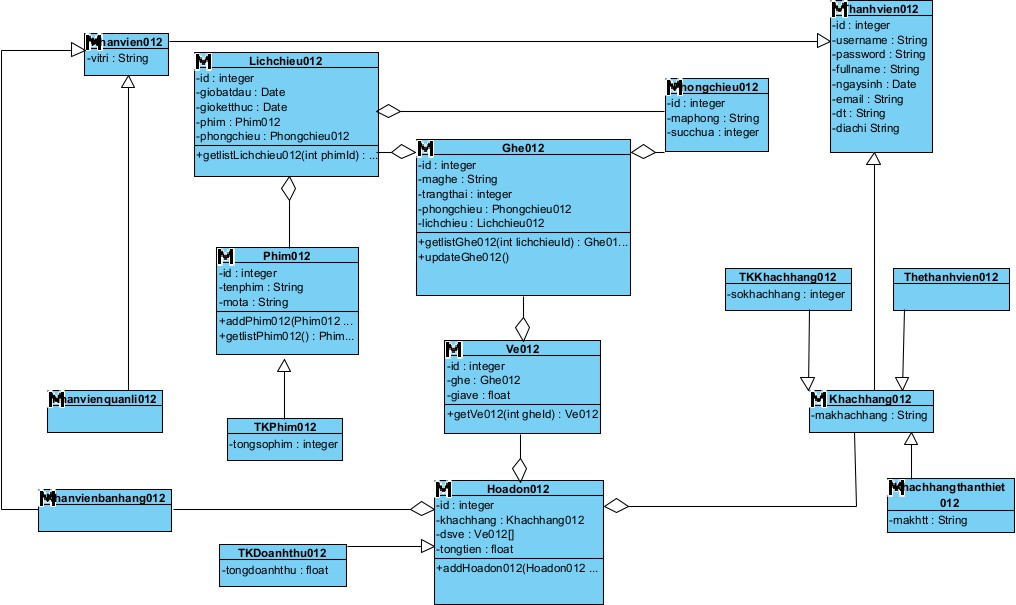 Thanhvien012
-id : integer
-username : String
-password : String
-fullname : String
-ngaysinh : Date
-email : String
-dt : String
-diachi String
Nhanvien012
-vitri : String
Lichchieu012
-id : integer
-giobatdau : Date
-gioketthuc : Date
-phim : Phim012
-phongchieu : Phongchieu012
+getlistLichchieu012(int phimId) : ...
Phongchieu012
-id : integer
-maphong : String
-succhua : integer
Ghe012
-id : integer
-maghe : String
-trangthai : integer
-phongchieu : Phongchieu012
-lichchieu : Lichchieu012
+getlistGhe012(int lichchieuId) : Ghe01...
+updateGhe012()
Phim012
-id : integer
-tenphim : String
-mota : String
+addPhim012(Phim012 ...
+getlistPhim012() : Phim...
TKKhachhang012
-sokhachhang : integer
Thethanhvien012
Ve012
-id : integer
-ghe : Ghe012
-giave : float
+getVe012(int gheId) : Ve012
Nhanvienquanli012
Khachhang012
-makhachhang : String
TKPhim012
-tongsophim : integer
Nhanvienbanhang012
Hoadon012
-id : integer
-khachhang : Khachhang012
-dsve : Ve012[]
-tongtien : float
+addHoadon012(Hoadon012 ...
Khachhangthanthiet
012
-makhtt : String
TKDoanhthu012
-tongdoanhthu : float